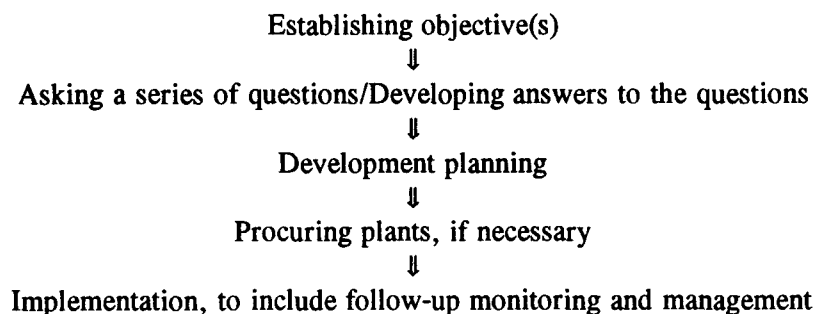 Establishing objective(s)
⇓
Asking a series of questions/Developing answers to the questions
⇓
Development planning
⇓
Procuring plants, if necessary
⇓
Implementation, to include follow-up monitoring and management